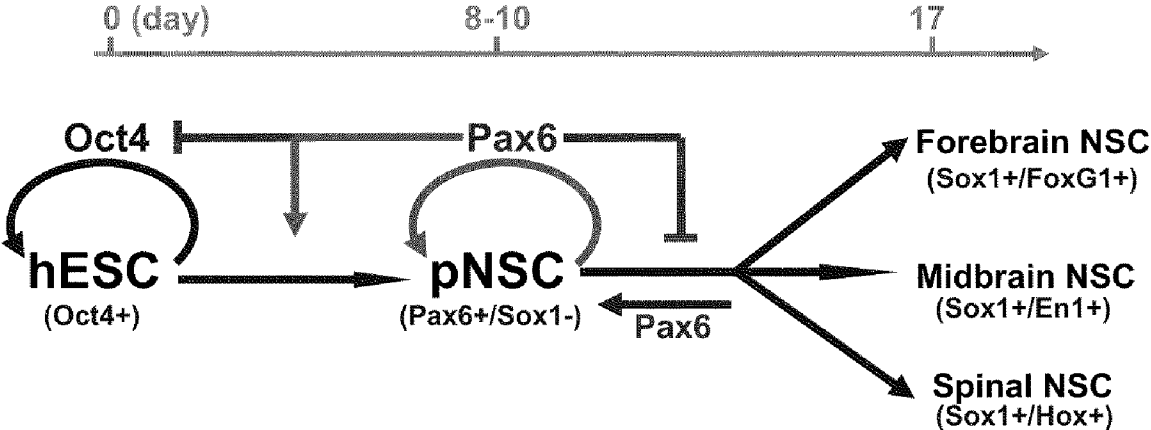 0 (day) 8-10 17
Oct4 Pax6
Forebrain NSC
(Sox1+/FoxG1+)
hESC pNSC Midbrain NSC
(Oct4+) (Pax6+/Sox1-) (Sox1+/En1+)
Pax6
Spinal NSC
(Sox1+/Hox+)